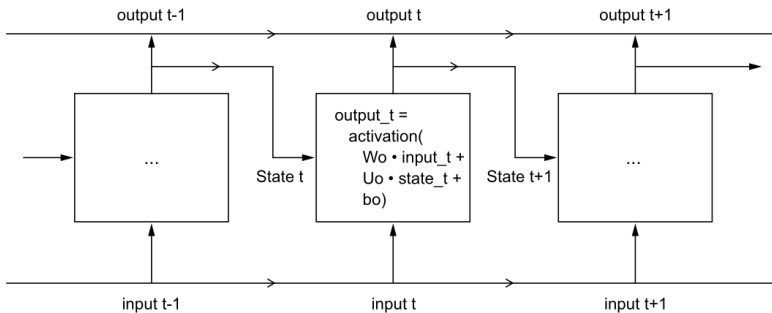 output t-1
output t
output t+1
...
output_t =
activation(
Wo • input_t +
Uo • state_t +
bo)
...
State t
State t+1
input t-1
input t
input t+1